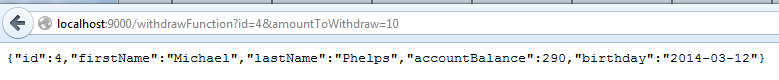 localhost:9000/withdrawFunction?id=4&amountToWithdraw=10
{"id":4,"firstName":"Michael","lastName":"Phelps","accountBalance":290,"birthday":"2014-03-12"}